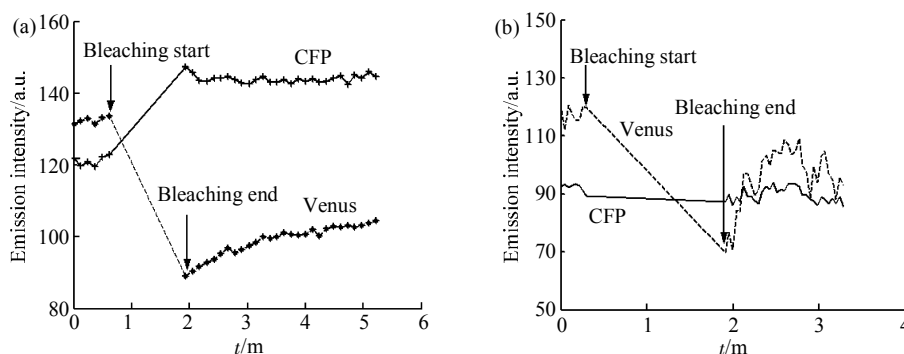 (a)
160
140
120
100
80
Emission intensity/a.u.
Bleaching start
CFP
Bleaching end
Venus
0 1 2 3 4 5 6
t/m
(b)
150
130
110
90
70
50
Emission intensity/a.u.
Bleaching start
Venus
Bleaching end
CFP
0 1 2 3 4
t/m